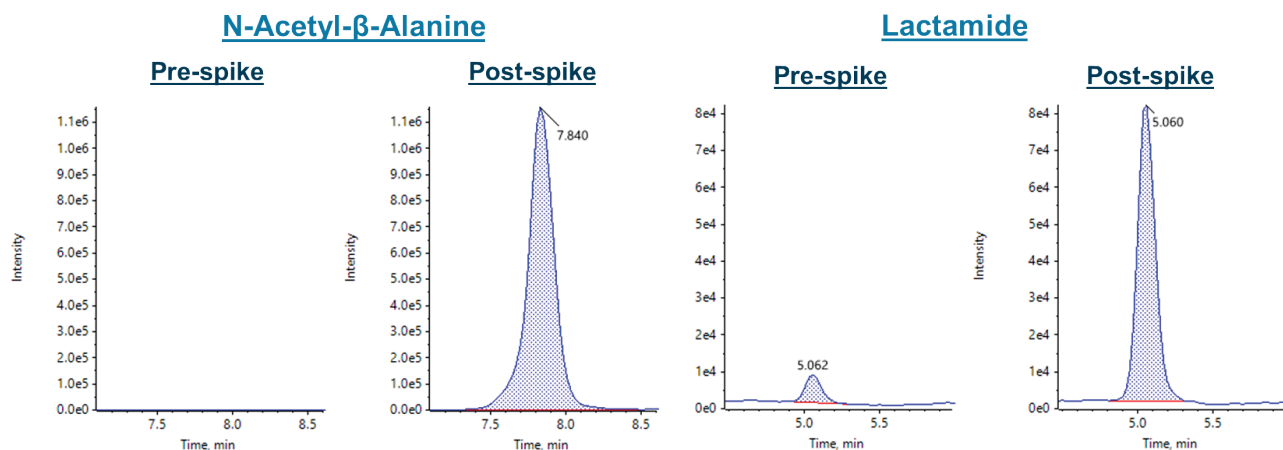 N-Acetyl-β-Alanine
Lactamide
Pre-spike
Post-spike
Pre-spike
Post-spike
1.1e6
1.0e6
9.0e5
8.0e5
7.0e5
6.0e5
5.0e5
4.0e5
3.0e5
2.0e5
1.0e5
0.0e0
Intensity
7.5
8.0
8.5
Time, min
1.1e6
1.0e6
9.0e5
8.0e5
7.0e5
6.0e5
5.0e5
4.0e5
3.0e5
2.0e5
1.0e5
0.0e0
Intensity
7.840
7.5
8.0
8.5
Time, min
8e4
7e4
6e4
5e4
4e4
3e4
2e4
1e4
0e0
Intensity
5.062
5.0
5.5
Time, min
8e4
7e4
6e4
5e4
4e4
3e4
2e4
1e4
0e0
Intensity
5.060
5.0
5.5
Time, min